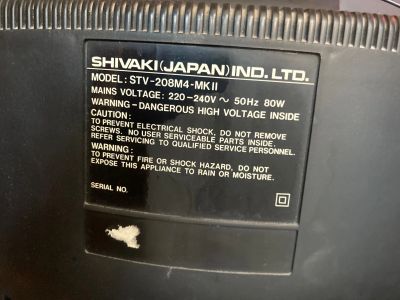 SHIVAKI(JAPAN)IND. LTD.
MODEL: STV-208M4-MKII
MAINS VOLTAGE: 220-240V ~ 50Hz 80W
WARNING-DANGEROUS HIGH VOLTAGE INSIDE
CAUTION:
TO PREVENT ELECTRICAL SHOCK, DO NOT REMOVE
SCREWS. NO USER SERVICEABLE PARTS INSIDE.
REFER SERVICING TO QUALIFIED SERVICE PERSONNEL.
WARNING:
TO PREVENT FIRE OR SHOCK HAZARD, DO NOT
EXPOSE THIS APPLIANCE TO RAIN OR MOISTURE.
SERIAL NO.